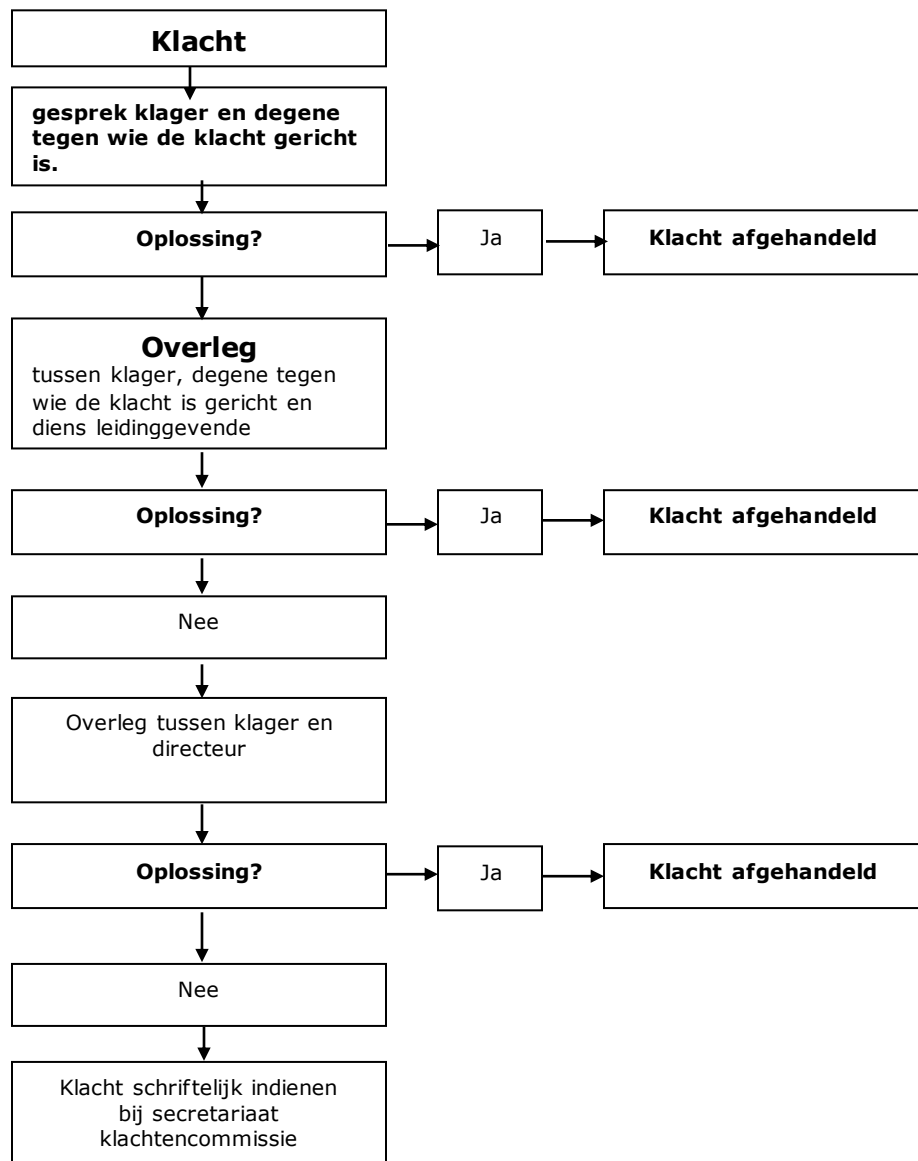 Klacht
gesprek klager en degene
tegen wie de klacht gericht
is.
Oplossing?
Ja
Klacht afgehandeld
Overleg
tussen klager, degene tegen
wie de klacht is gericht en
diens leidinggevende
Oplossing?
Ja
Klacht afgehandeld
Nee
Overleg tussen klager en
directeur
Oplossing?
Ja
Klacht afgehandeld
Nee
Klacht schriftelijk indienen
bij secretariaat
klachtencommissie